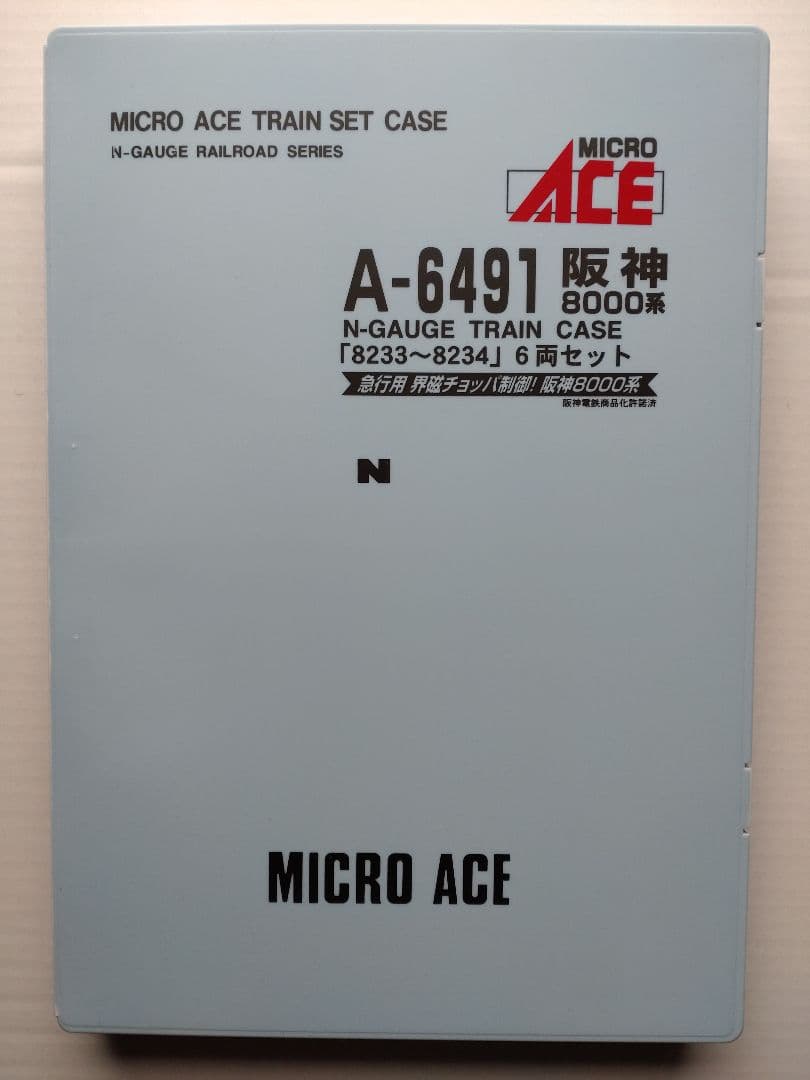 MICRO ACE TRAIN SET CASE
N-GAUGE RAILROAD SERIES
MICRO
ACE
A-6491 阪神
8000系
N-GAUGE TRAIN CASE
「8233〜8234」6両セット
急行用 界磁チョッパ制御! 阪神8000系
阪神電鉄商品化許諾済
N
MICRO ACE